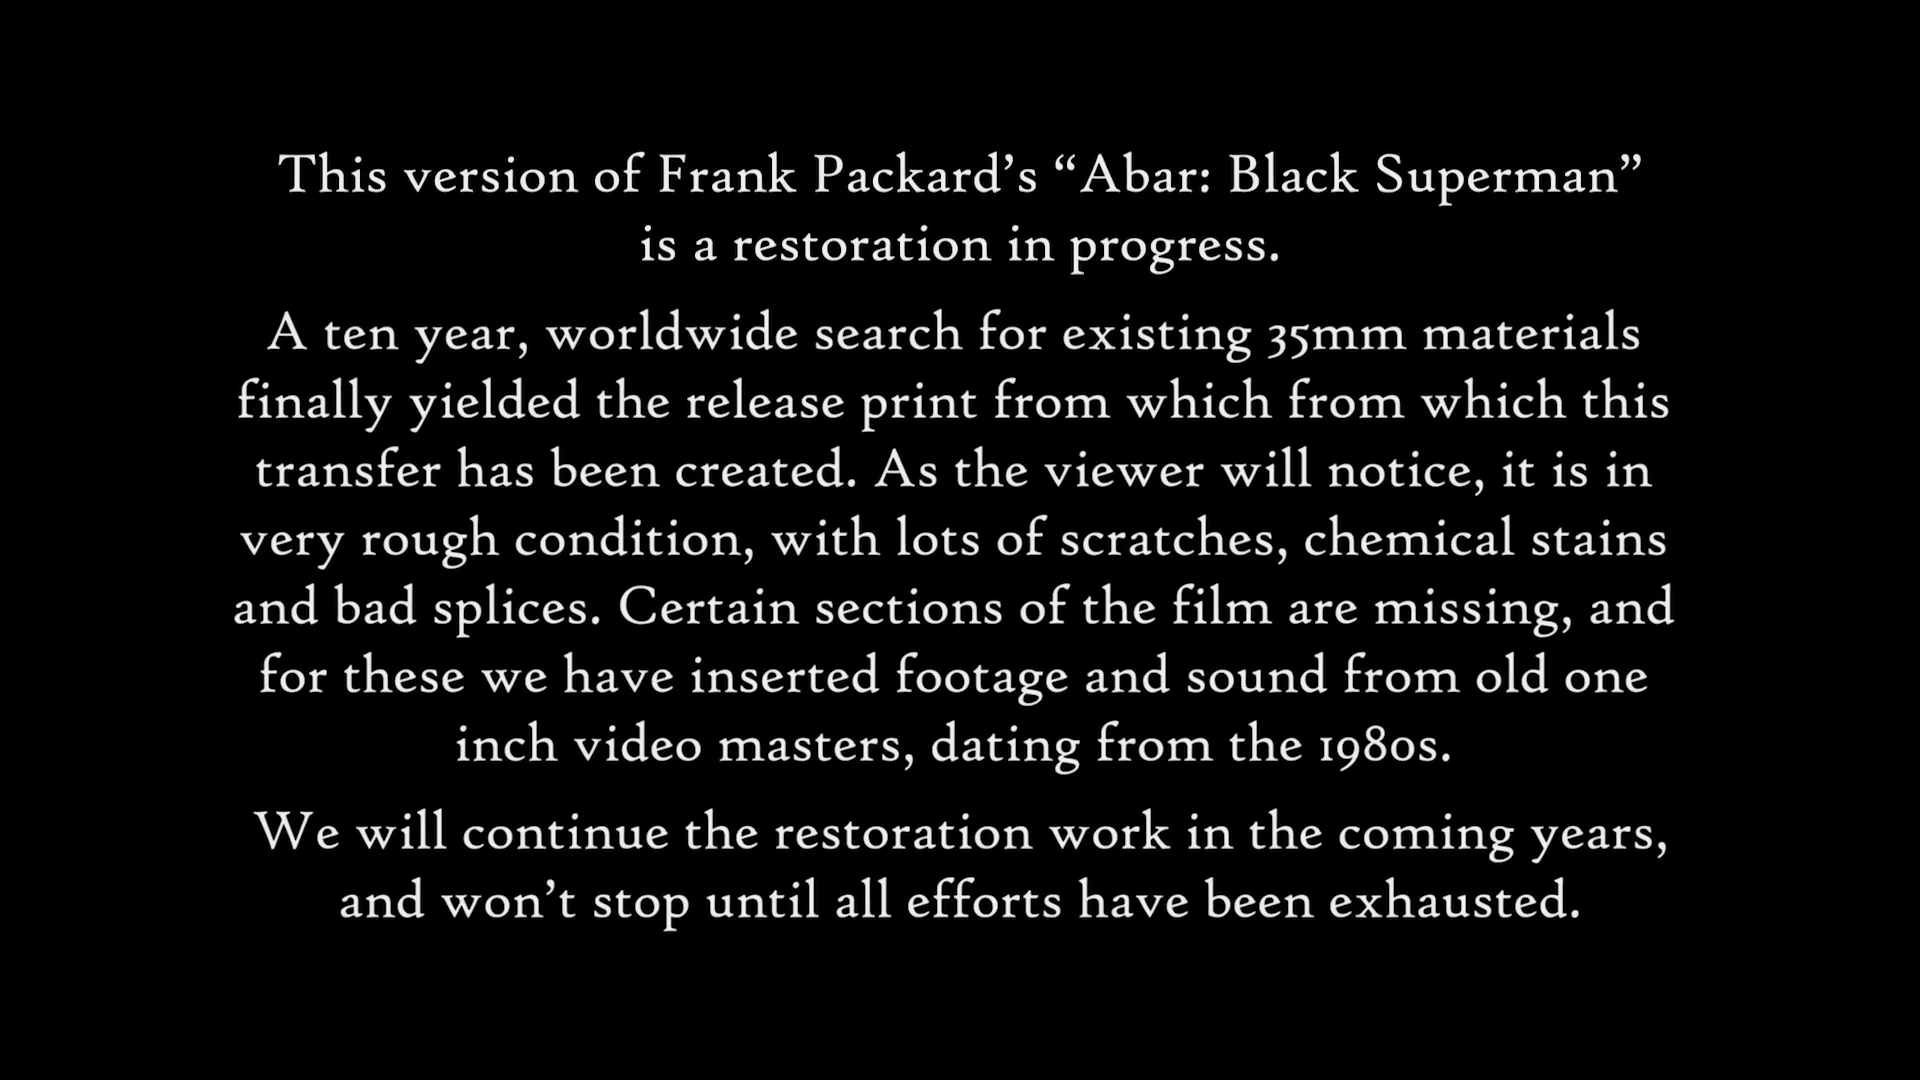 This version of Frank Packard’s “Abar: Black Superman”
is a restoration in progress.
A ten year, worldwide search for existing 35mm materials
finally yielded the release print from which from which this
transfer has been created. As the viewer will notice, it is in
very rough condition, with lots of scratches, chemical stains
and bad splices. Certain sections of the film are missing, and
for these we have inserted footage and sound from old one
inch video masters, dating from the 1980s.
We will continue the restoration work in the coming years,
and won’t stop until all efforts have been exhausted.